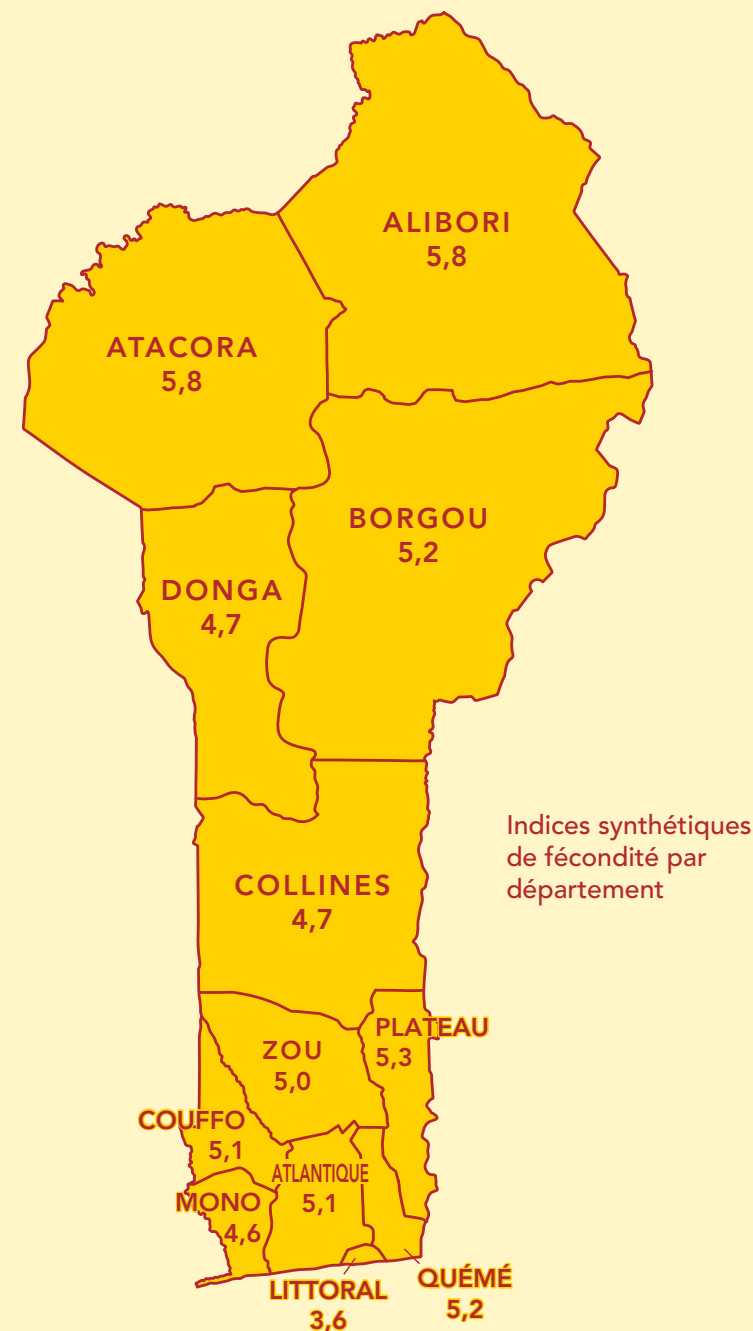 ALIBORI
5,8
ATACORA
5,8
BORGOU
5,2
DONGA
4,7
Indices synthétiques
de fécondité par
département
COLLINES
4,7
PLATEAU
5,3
ZOU
5,0
COUFFO
5,1
ATLANTIQUE
5,1
MONO
4,6
LITTORAL
3,6
QUÉMÉ
5,2